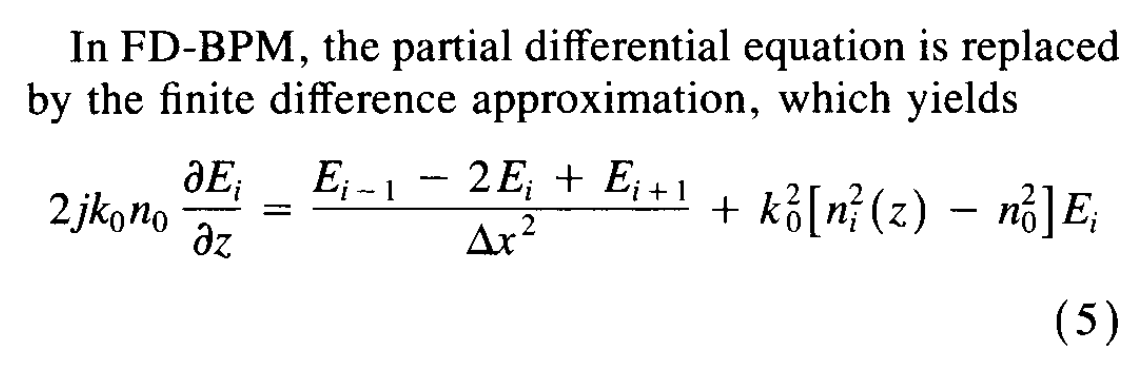 In FD-BPM, the partial differential equation is replaced
by the finite difference approximation, which yields
2jk₀n₀ ∂Eᵢ/∂z = (Eᵢ₋₁ − 2Eᵢ + Eᵢ₊₁)/Δx² + k₀²[nᵢ²(z) − n₀²]Eᵢ
(5)